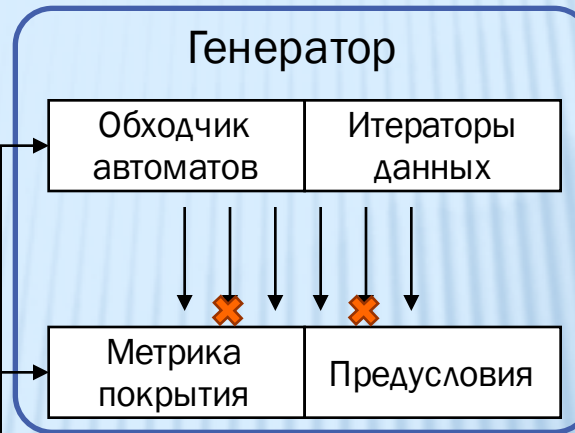 Генератор
Обходчик
автоматов
Итераторы
данных
Метрика
покрытия
Предусловия